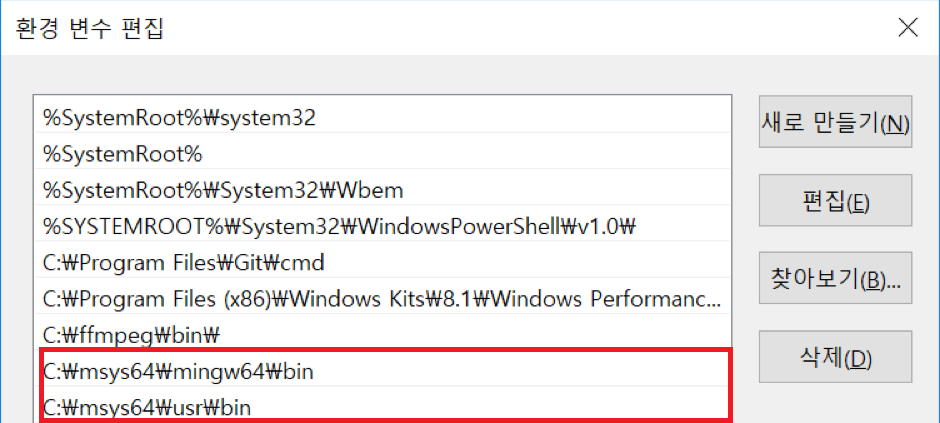 환경 변수 편집
%SystemRoot%₩system32
%SystemRoot%
%SystemRoot%₩System32₩Wbem
%SYSTEMROOT%₩System32₩WindowsPowerShell₩v1.0₩
C:₩Program Files₩Git₩cmd
C:₩Program Files (x86)₩Windows Kits₩8.1₩Windows Performanc...
C:₩ffmpeg₩bin₩
C:₩msys64₩mingw64₩bin
C:₩msys64₩usr₩bin
새로 만들기(N)
편집(E)
찾아보기(B)...
삭제(D)